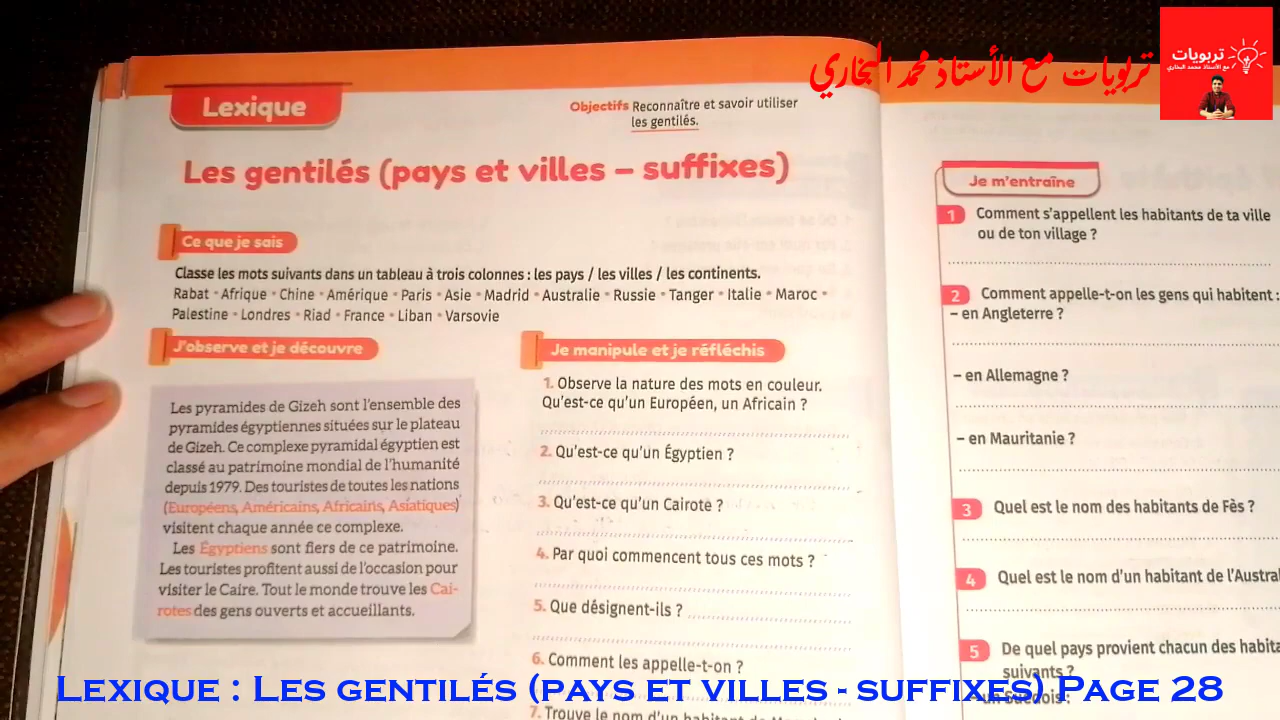 تربويات مع الأستاذ محمد البخاري
تربويات
مع الأستاذ محمد البخاري
Lexique
Objectifs Reconnaître et savoir utiliser
les gentilés.
Les gentilés (pays et villes – suffixes)
Ce que je sais
Classe les mots suivants dans un tableau à trois colonnes : les pays / les villes / les continents.
Rabat • Afrique • Chine • Amérique • Paris • Asie • Madrid • Australie • Russie • Tanger • Italie • Maroc •
Palestine • Londres • Riad • France • Liban • Varsovie
J'observe et je découvre
Les pyramides de Gizeh sont l'ensemble des
pyramides égyptiennes situées sur le plateau
de Gizeh. Ce complexe pyramidal égyptien est
classé au patrimoine mondial de l'humanité
depuis 1979. Des touristes de toutes les nations
(Européens, Américains, Africains, Asiatiques)
visitent chaque année ce complexe.
Les Égyptiens sont fiers de ce patrimoine.
Les touristes profitent aussi de l'occasion pour
visiter le Caire. Tout le monde trouve les Cai-
rotes des gens ouverts et accueillants.
Je manipule et je réfléchis
1. Observe la nature des mots en couleur.
Qu'est-ce qu'un Européen, un Africain ?
2. Qu'est-ce qu'un Égyptien ?
3. Qu'est-ce qu'un Cairote ?
4. Par quoi commencent tous ces mots ?
5. Que désignent-ils ?
6. Comment les appelle-t-on ?
7. Trouve le nom d'un habitant de
Je m'entraîne
1 Comment s'appellent les habitants de ta ville
ou de ton village ?
2 Comment appelle-t-on les gens qui habitent :
– en Angleterre ?
– en Allemagne ?
– en Mauritanie ?
3 Quel est le nom des habitants de Fès ?
4 Quel est le nom d'un habitant de l'Austral
5 De quel pays provient chacun des habita
suivants ?
un Suédois :
Lexique : Les gentilés (pays et villes - suffixes) Page 28